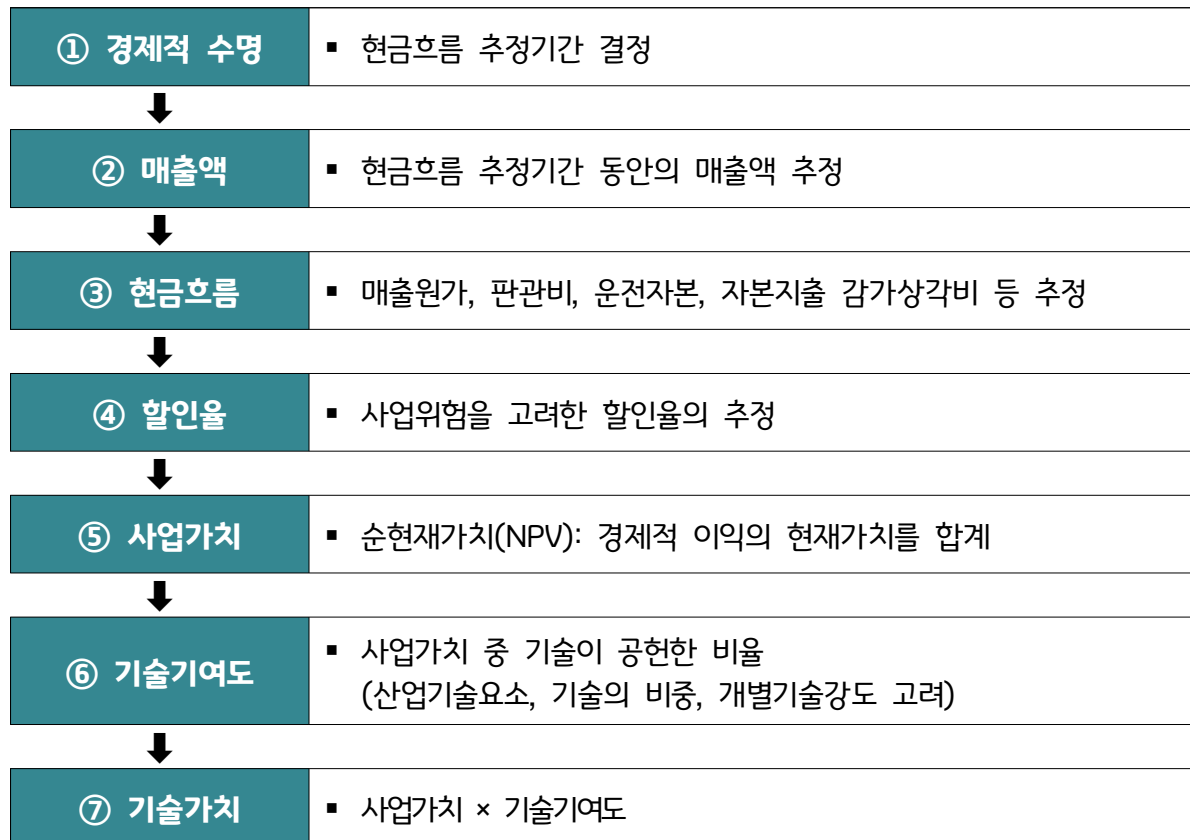 ① 경제적 수명
▪ 현금흐름 추정기간 결정
② 매출액
▪ 현금흐름 추정기간 동안의 매출액 추정
③ 현금흐름
▪ 매출원가, 판관비, 운전자본, 자본지출 감가상각비 등 추정
④ 할인율
▪ 사업위험을 고려한 할인율의 추정
⑤ 사업가치
▪ 순현재가치(NPV): 경제적 이익의 현재가치를 합계
⑥ 기술기여도
▪ 사업가치 중 기술이 공헌한 비율
(산업기술요소, 기술의 비중, 개별기술강도 고려)
⑦ 기술가치
▪ 사업가치 × 기술기여도